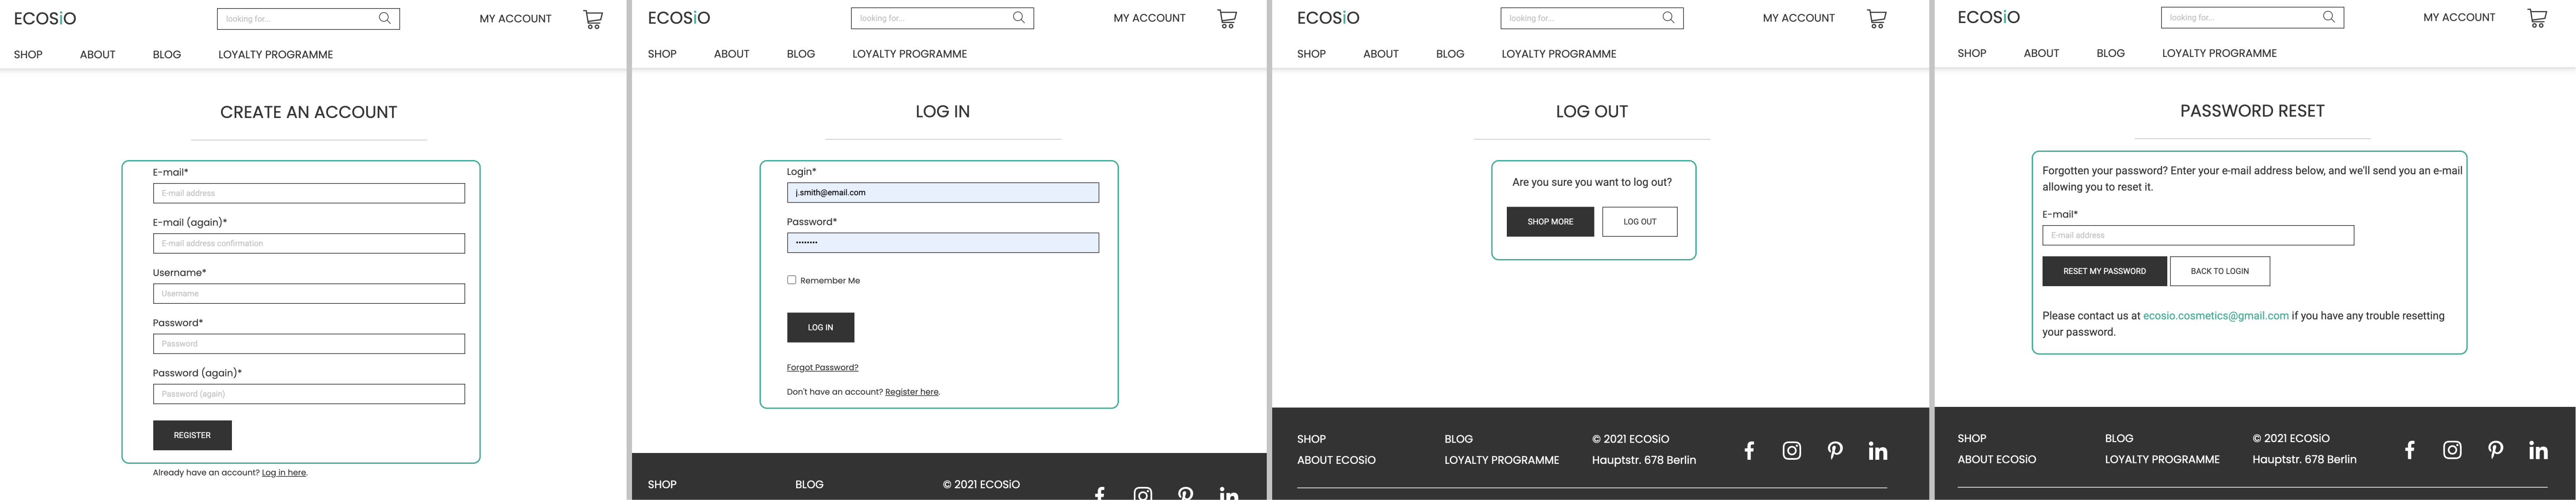 ECOSiO
looking for...
MY ACCOUNT
SHOP ABOUT BLOG LOYALTY PROGRAMME
CREATE AN ACCOUNT
E-mail*
E-mail address
E-mail (again)*
E-mail address confirmation
Username*
Username
Password*
Password
Password (again)*
Password (again)
REGISTER
Already have an account? Log in here.
ECOSiO
looking for...
MY ACCOUNT
SHOP ABOUT BLOG LOYALTY PROGRAMME
LOG IN
Login*
j.smith@email.com
Password*
••••••••
Remember Me
LOG IN
Forgot Password?
Don't have an account? Register here.
SHOP BLOG © 2021 ECOSiO
ECOSiO
looking for...
MY ACCOUNT
SHOP ABOUT BLOG LOYALTY PROGRAMME
LOG OUT
Are you sure you want to log out?
SHOP MORE LOG OUT
SHOP BLOG © 2021 ECOSiO
ABOUT ECOSiO LOYALTY PROGRAMME Hauptstr. 678 Berlin
ECOSiO
looking for...
MY ACCOUNT
SHOP ABOUT BLOG LOYALTY PROGRAMME
PASSWORD RESET
Forgotten your password? Enter your e-mail address below, and we'll send you an e-mail
allowing you to reset it.
E-mail*
E-mail address
RESET MY PASSWORD BACK TO LOGIN
Please contact us at ecosio.cosmetics@gmail.com if you have any trouble resetting
your password.
SHOP BLOG © 2021 ECOSiO
ABOUT ECOSiO LOYALTY PROGRAMME Hauptstr. 678 Berlin